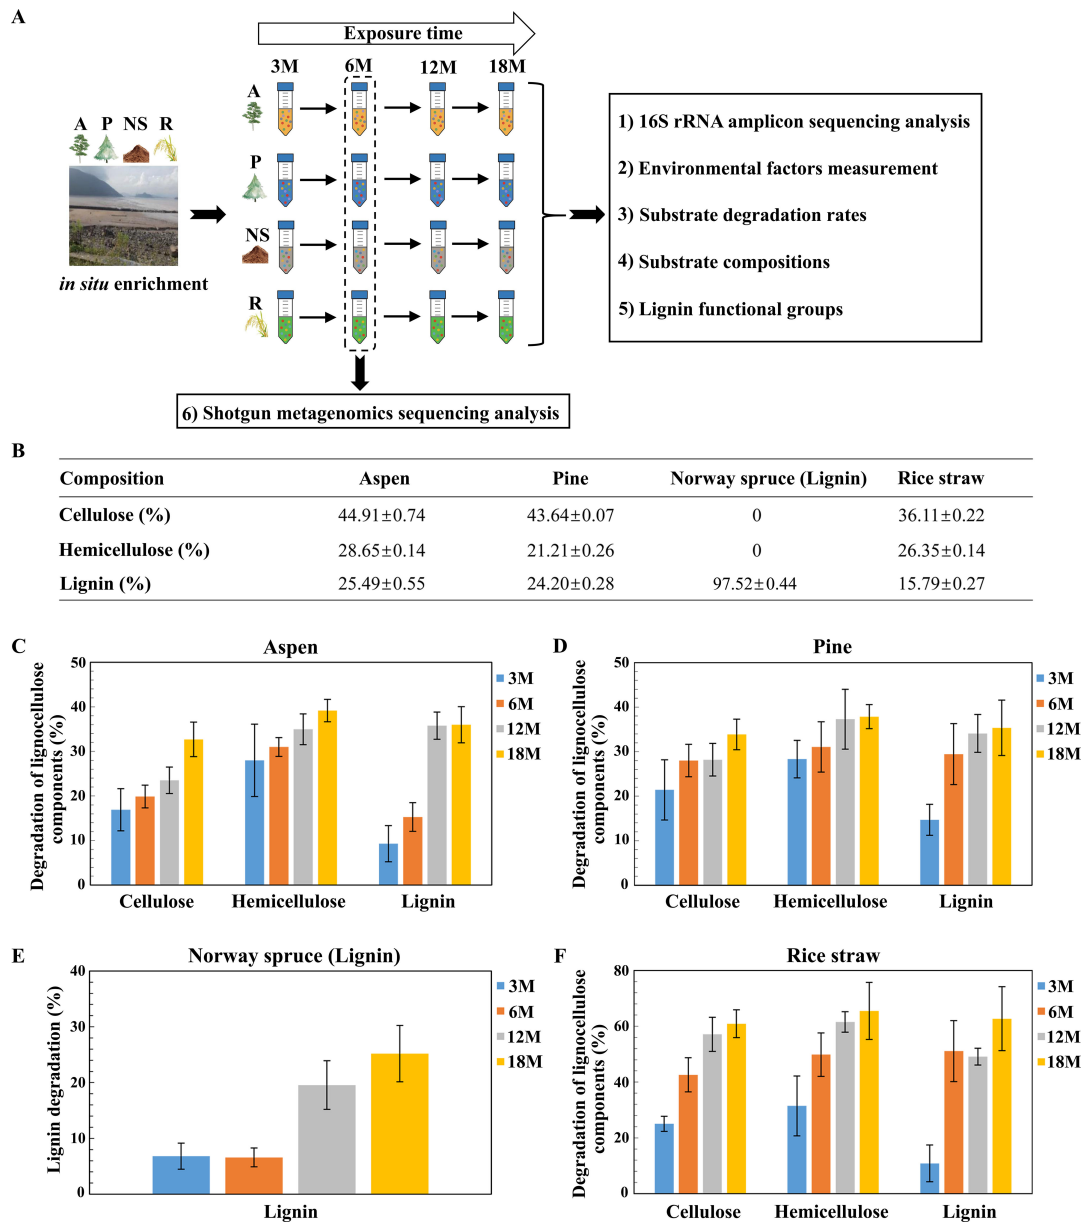 A
Exposure time
3M 6M 12M 18M
A
A P NS R
P
NS
R
in situ enrichment
1) 16S rRNA amplicon sequencing analysis
2) Environmental factors measurement
3) Substrate degradation rates
4) Substrate compositions
5) Lignin functional groups
6) Shotgun metagenomics sequencing analysis
B
Composition Aspen Pine Norway spruce (Lignin) Rice straw
Cellulose (%) 44.91±0.74 43.64±0.07 0 36.11±0.22
Hemicellulose (%) 28.65±0.14 21.21±0.26 0 26.35±0.14
Lignin (%) 25.49±0.55 24.20±0.28 97.52±0.44 15.79±0.27
C
Aspen
Degradation of lignocellulose
components (%)
50
40
30
20
10
0
Cellulose Hemicellulose Lignin
3M
6M
12M
18M
D
Pine
Degradation of lignocellulose
components (%)
50
40
30
20
10
0
Cellulose Hemicellulose Lignin
3M
6M
12M
18M
E
Norway spruce (Lignin)
Lignin degradation (%)
40
30
20
10
0
Lignin
3M
6M
12M
18M
F
Rice straw
Degradation of lignocellulose
components (%)
80
60
40
20
0
Cellulose Hemicellulose Lignin
3M
6M
12M
18M